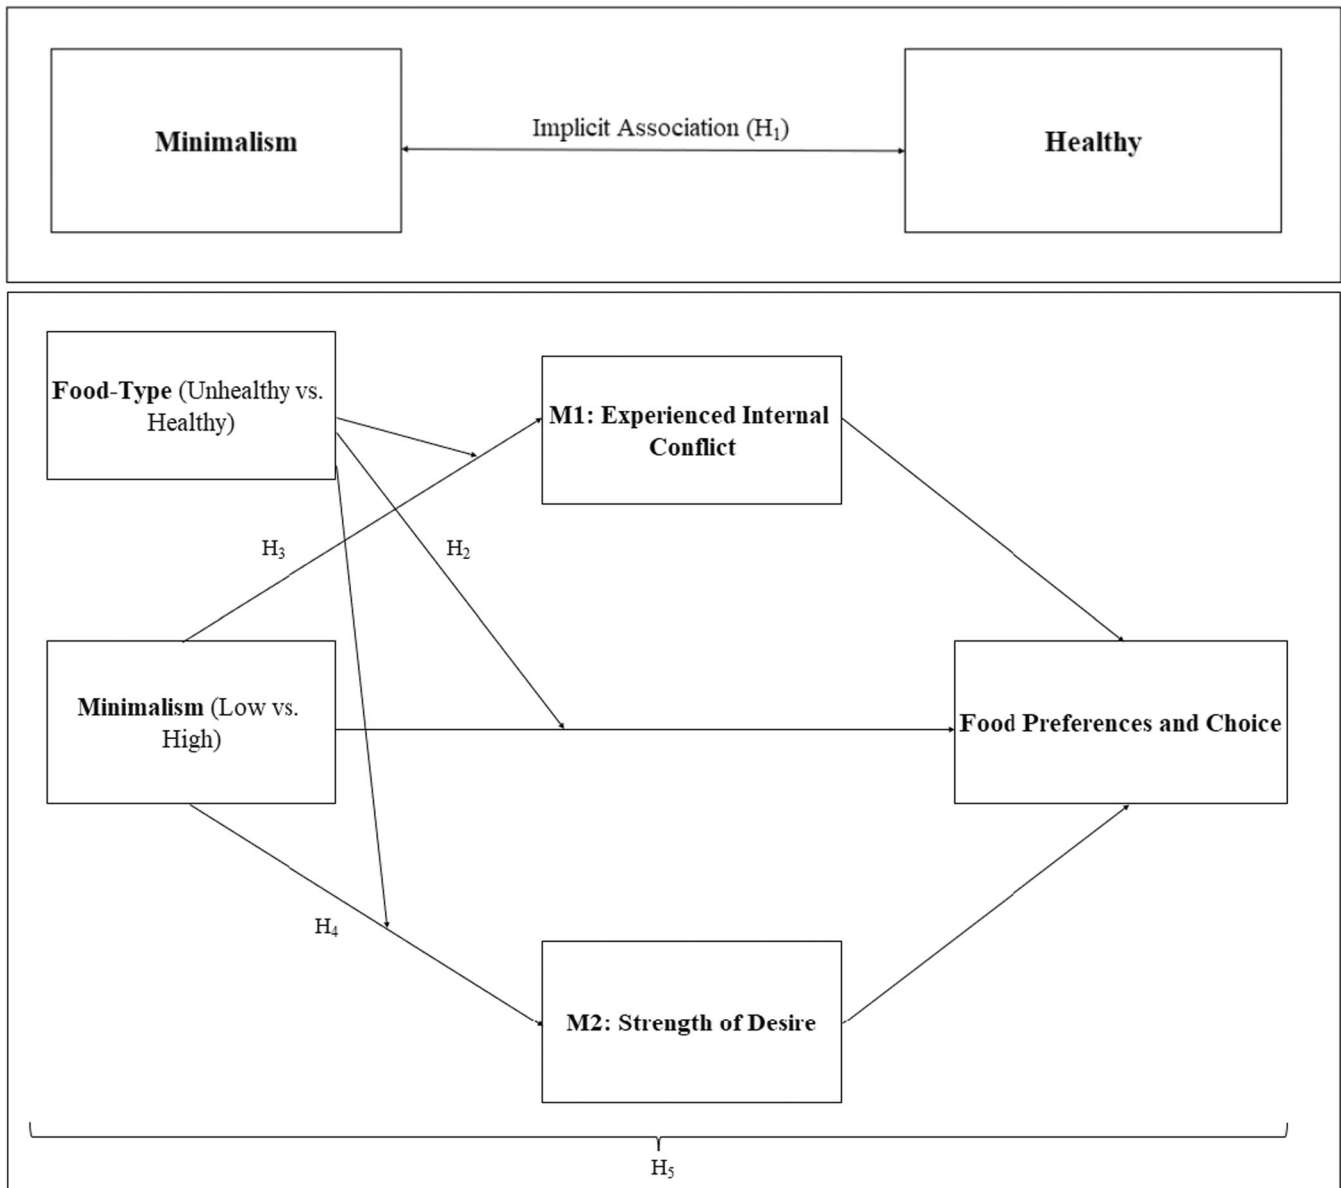 Implicit Association (H₁)
Minimalism
Healthy
Food-Type (Unhealthy vs.
Healthy)
M1: Experienced Internal
Conflict
H₃
H₂
Minimalism (Low vs.
High)
Food Preferences and Choice
H₄
M2: Strength of Desire
H₅